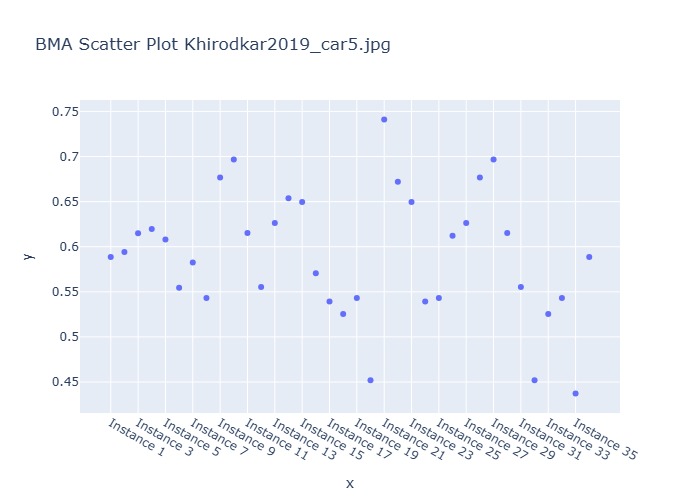 BMA Scatter Plot Khirodkar2019_car5.jpg
0.75
0.7
0.65
0.6
0.55
0.5
0.45
y
Instance 1
Instance 3
Instance 5
Instance 7
Instance 9
Instance 11
Instance 13
Instance 15
Instance 17
Instance 19
Instance 21
Instance 23
Instance 25
Instance 27
Instance 29
Instance 31
Instance 33
Instance 35
x